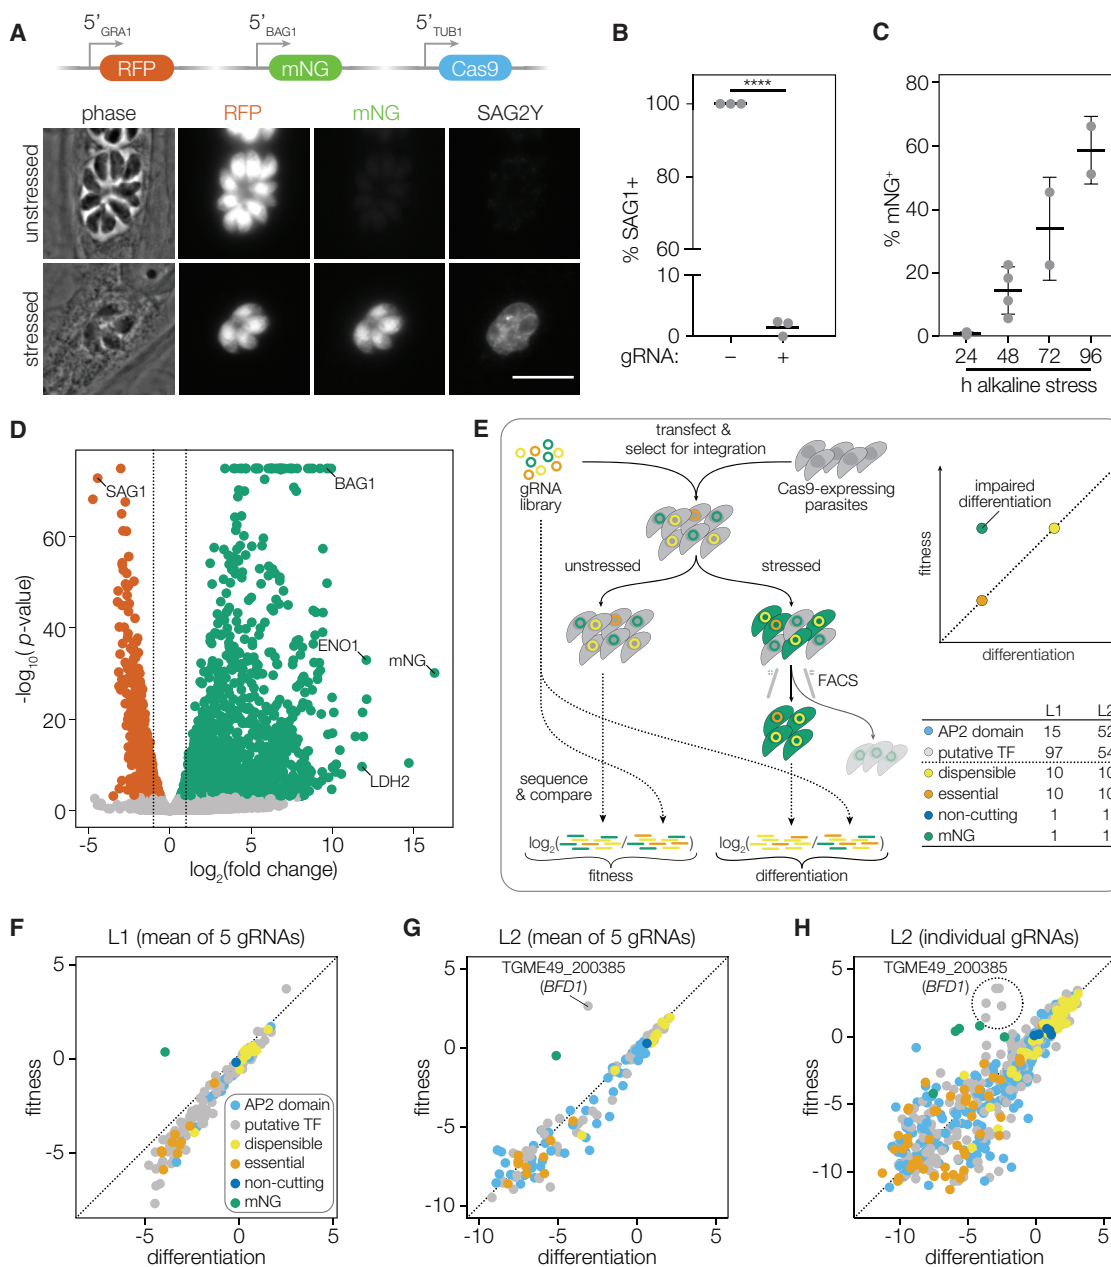 A
5' GRA1
5' BAG1
5' TUB1
RFP
mNG
Cas9
phase
RFP
mNG
SAG2Y
unstressed
stressed
B
% SAG1+
100
60
10
0
****
gRNA: − +
C
% mNG+
80
60
40
20
0
24 48 72 96
h alkaline stress
D
-log10(p-value)
60
40
20
0
SAG1
BAG1
ENO1
mNG
LDH2
-5 0 5 10 15
log2(fold change)
E
transfect &
select for integration
gRNA
library
Cas9-expressing
parasites
unstressed
stressed
FACS
sequence
& compare
log2( / )
log2( / )
fitness
differentiation
fitness
impaired
differentiation
differentiation
L1 L2
AP2 domain 15 52
putative TF 97 54
dispensible 10 10
essential 10 10
non-cutting 1 1
mNG 1 1
F
L1 (mean of 5 gRNAs)
fitness
5
0
-5
AP2 domain
putative TF
dispensible
essential
non-cutting
mNG
-5 0 5
differentiation
G
L2 (mean of 5 gRNAs)
TGME49_200385
(BFD1)
fitness
5
0
-5
-10
-10 -5 0 5
differentiation
H
L2 (individual gRNAs)
TGME49_200385
(BFD1)
fitness
5
0
-5
-10
-10 -5 0 5
differentiation